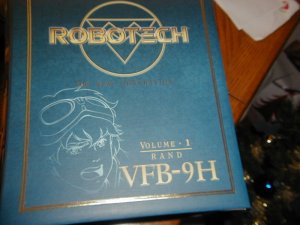 ROBOTECH
VOLUME · 1
RAND
VFB-9H